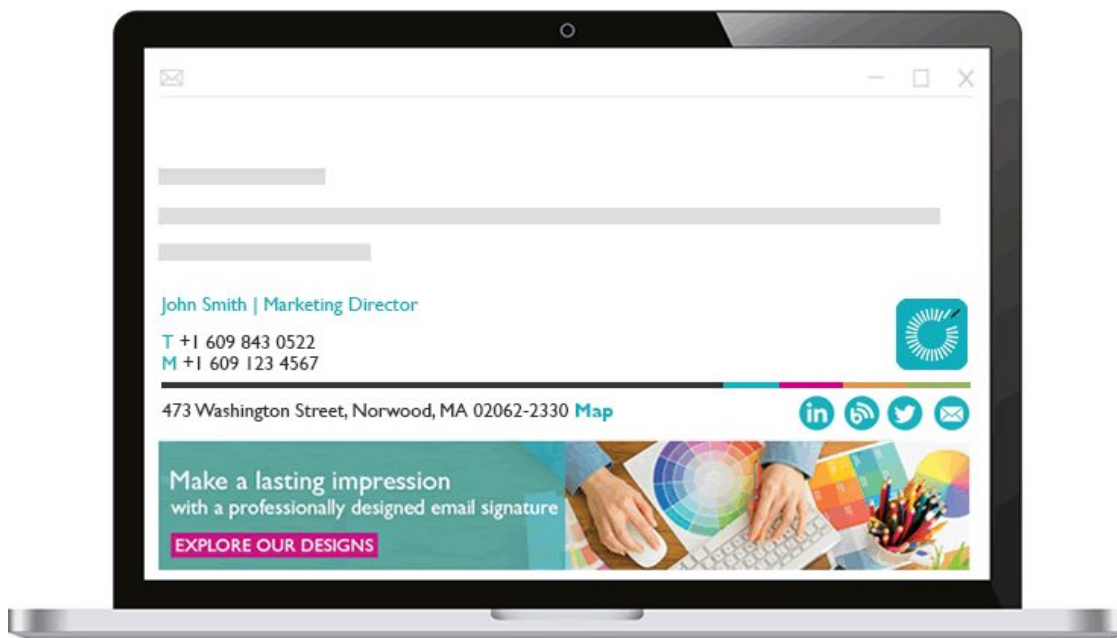 John Smith | Marketing Director
T +1 609 843 0522
M +1 609 123 4567
473 Washington Street, Norwood, MA 02062-2330 Map
in
Make a lasting impression
with a professionally designed email signature
EXPLORE OUR DESIGNS